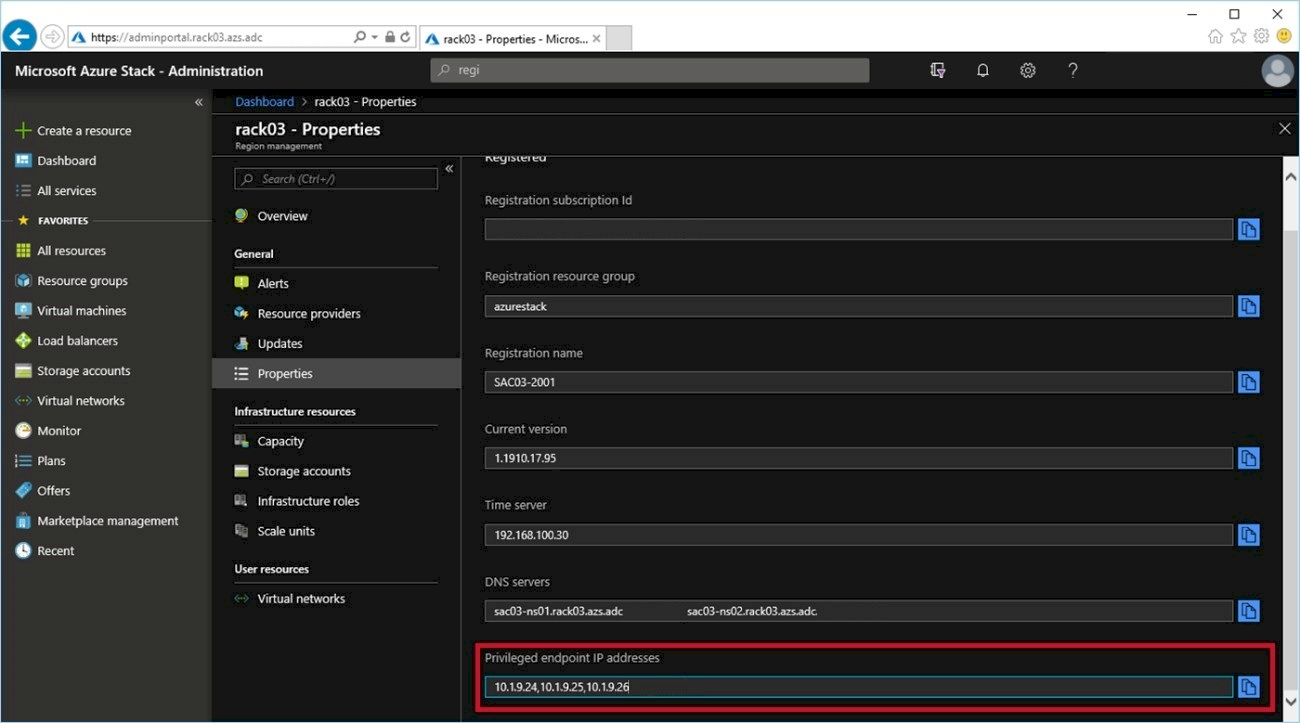 https://adminportal.rack03.azs.adc
rack03 - Properties - Micros...
Microsoft Azure Stack - Administration
regi
Dashboard > rack03 - Properties
rack03 - Properties
Region management
Create a resource
Dashboard
All services
FAVORITES
All resources
Resource groups
Virtual machines
Load balancers
Storage accounts
Virtual networks
Monitor
Plans
Offers
Marketplace management
Recent
Search (Ctrl+/)
Overview
General
Alerts
Resource providers
Updates
Properties
Infrastructure resources
Capacity
Storage accounts
Infrastructure roles
Scale units
User resources
Virtual networks
Registered
Registration subscription Id
Registration resource group
azurestack
Registration name
SAC03-2001
Current version
1.1910.17.95
Time server
192.168.100.30
DNS servers
sac03-ns01.rack03.azs.adc sac03-ns02.rack03.azs.adc.
Privileged endpoint IP addresses
10.1.9.24,10.1.9.25,10.1.9.26